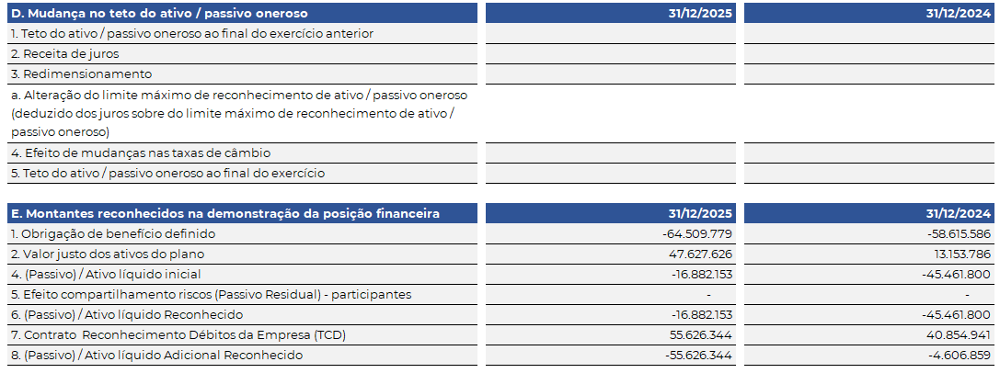 D. Mudança no teto do ativo / passivo oneroso 31/12/2025 31/12/2024
1. Teto do ativo / passivo oneroso ao final do exercício anterior
2. Receita de juros
3. Redimensionamento
a. Alteração do limite máximo de reconhecimento de ativo / passivo oneroso
(deduzido dos juros sobre do limite máximo de reconhecimento de ativo /
passivo oneroso)
4. Efeito de mudanças nas taxas de câmbio
5. Teto do ativo / passivo oneroso ao final do exercício
E. Montantes reconhecidos na demonstração da posição financeira 31/12/2025 31/12/2024
1. Obrigação de benefício definido -64.509.779 -58.615.586
2. Valor justo dos ativos do plano 47.627.626 13.153.786
4. (Passivo) / Ativo líquido inicial -16.882.153 -45.461.800
5. Efeito compartilhamento riscos (Passivo Residual) - participantes - -
6. (Passivo) / Ativo líquido Reconhecido -16.882.153 -45.461.800
7. Contrato Reconhecimento Débitos da Empresa (TCD) 55.626.344 40.854.941
8. (Passivo) / Ativo líquido Adicional Reconhecido -55.626.344 -4.606.859